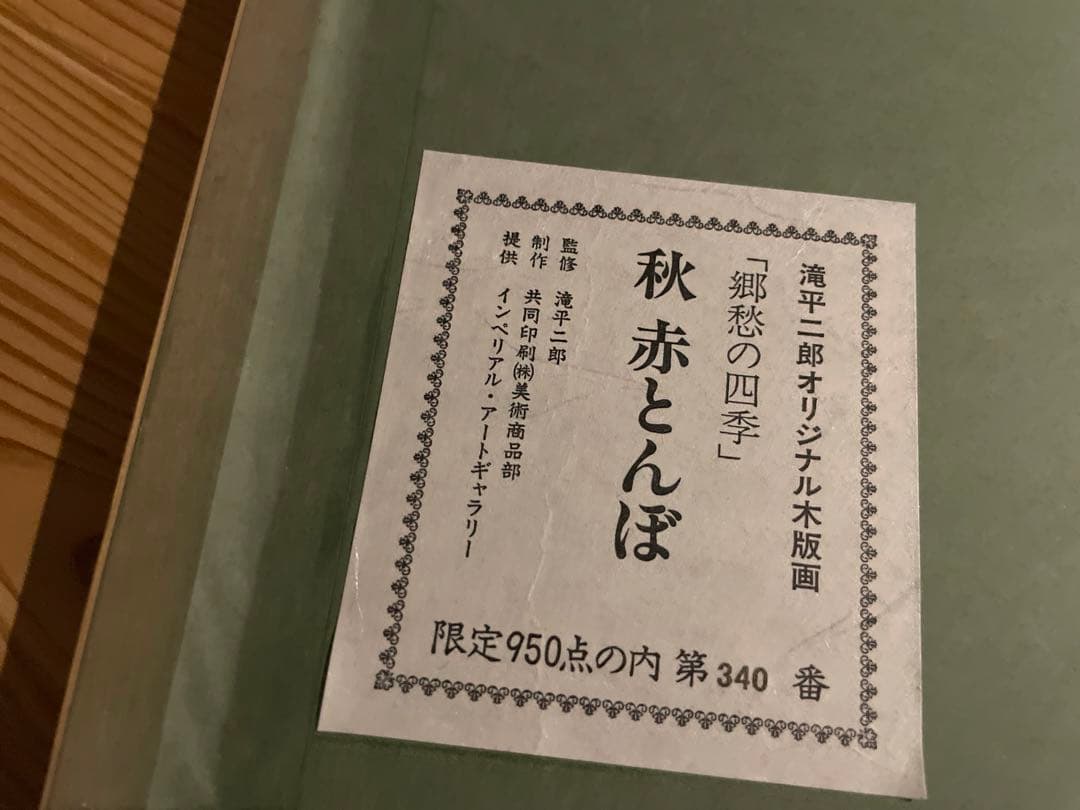 滝平二郎オリジナル木版画
「郷愁の四季」
秋 赤とんぼ
監修 滝平二郎
制作 共同印刷㈱美術商品部
提供 インペリアル・アートギャラリー
限定950点の内 第340番